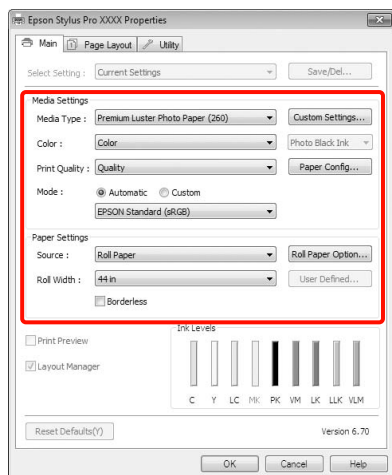 Epson Stylus Pro XXXX Properties
Main Page Layout Utility
Select Setting : Current Settings Save/Del...
Media Settings
Media Type : Premium Luster Photo Paper (260) Custom Settings...
Color : Color Photo Black Ink
Print Quality : Quality Paper Config...
Mode : Automatic Custom
EPSON Standard (sRGB)
Paper Settings
Source : Roll Paper Roll Paper Option...
Roll Width : 44 in User Defined...
Borderless
Print Preview
Layout Manager
Ink Levels
C Y LC MK PK VM LK LLK VLM
Reset Defaults(Y) Version 6.70
OK Cancel Help